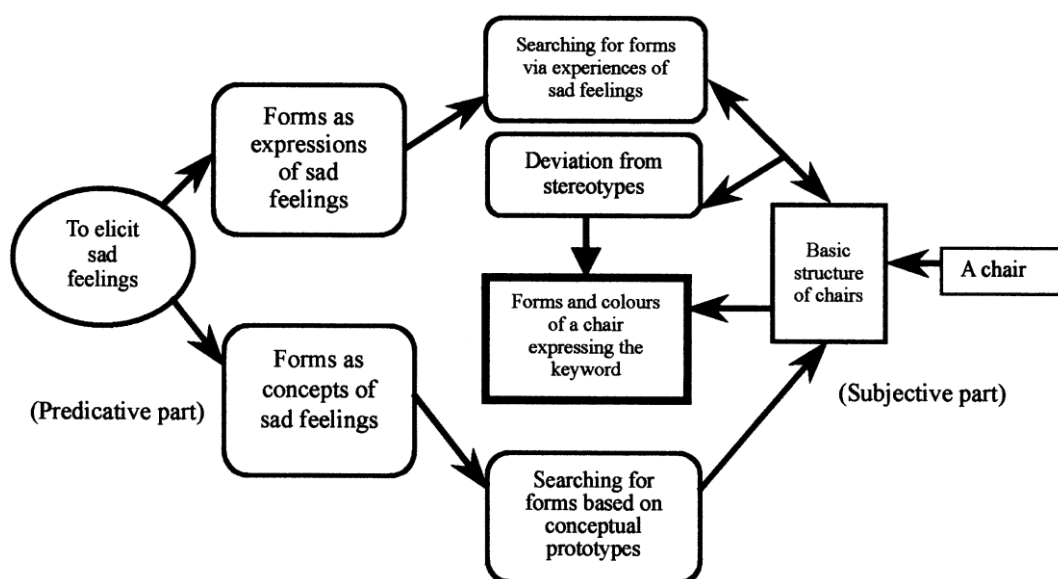 Searching for forms
via experiences of
sad feelings
Forms as
expressions
of sad
feelings
Deviation from
stereotypes
To elicit
sad
feelings
Basic
structure
of chairs
A chair
Forms and colours
of a chair
expressing the
keyword
Forms as
concepts of
sad feelings
(Predicative part)
(Subjective part)
Searching for
forms based on
conceptual
prototypes